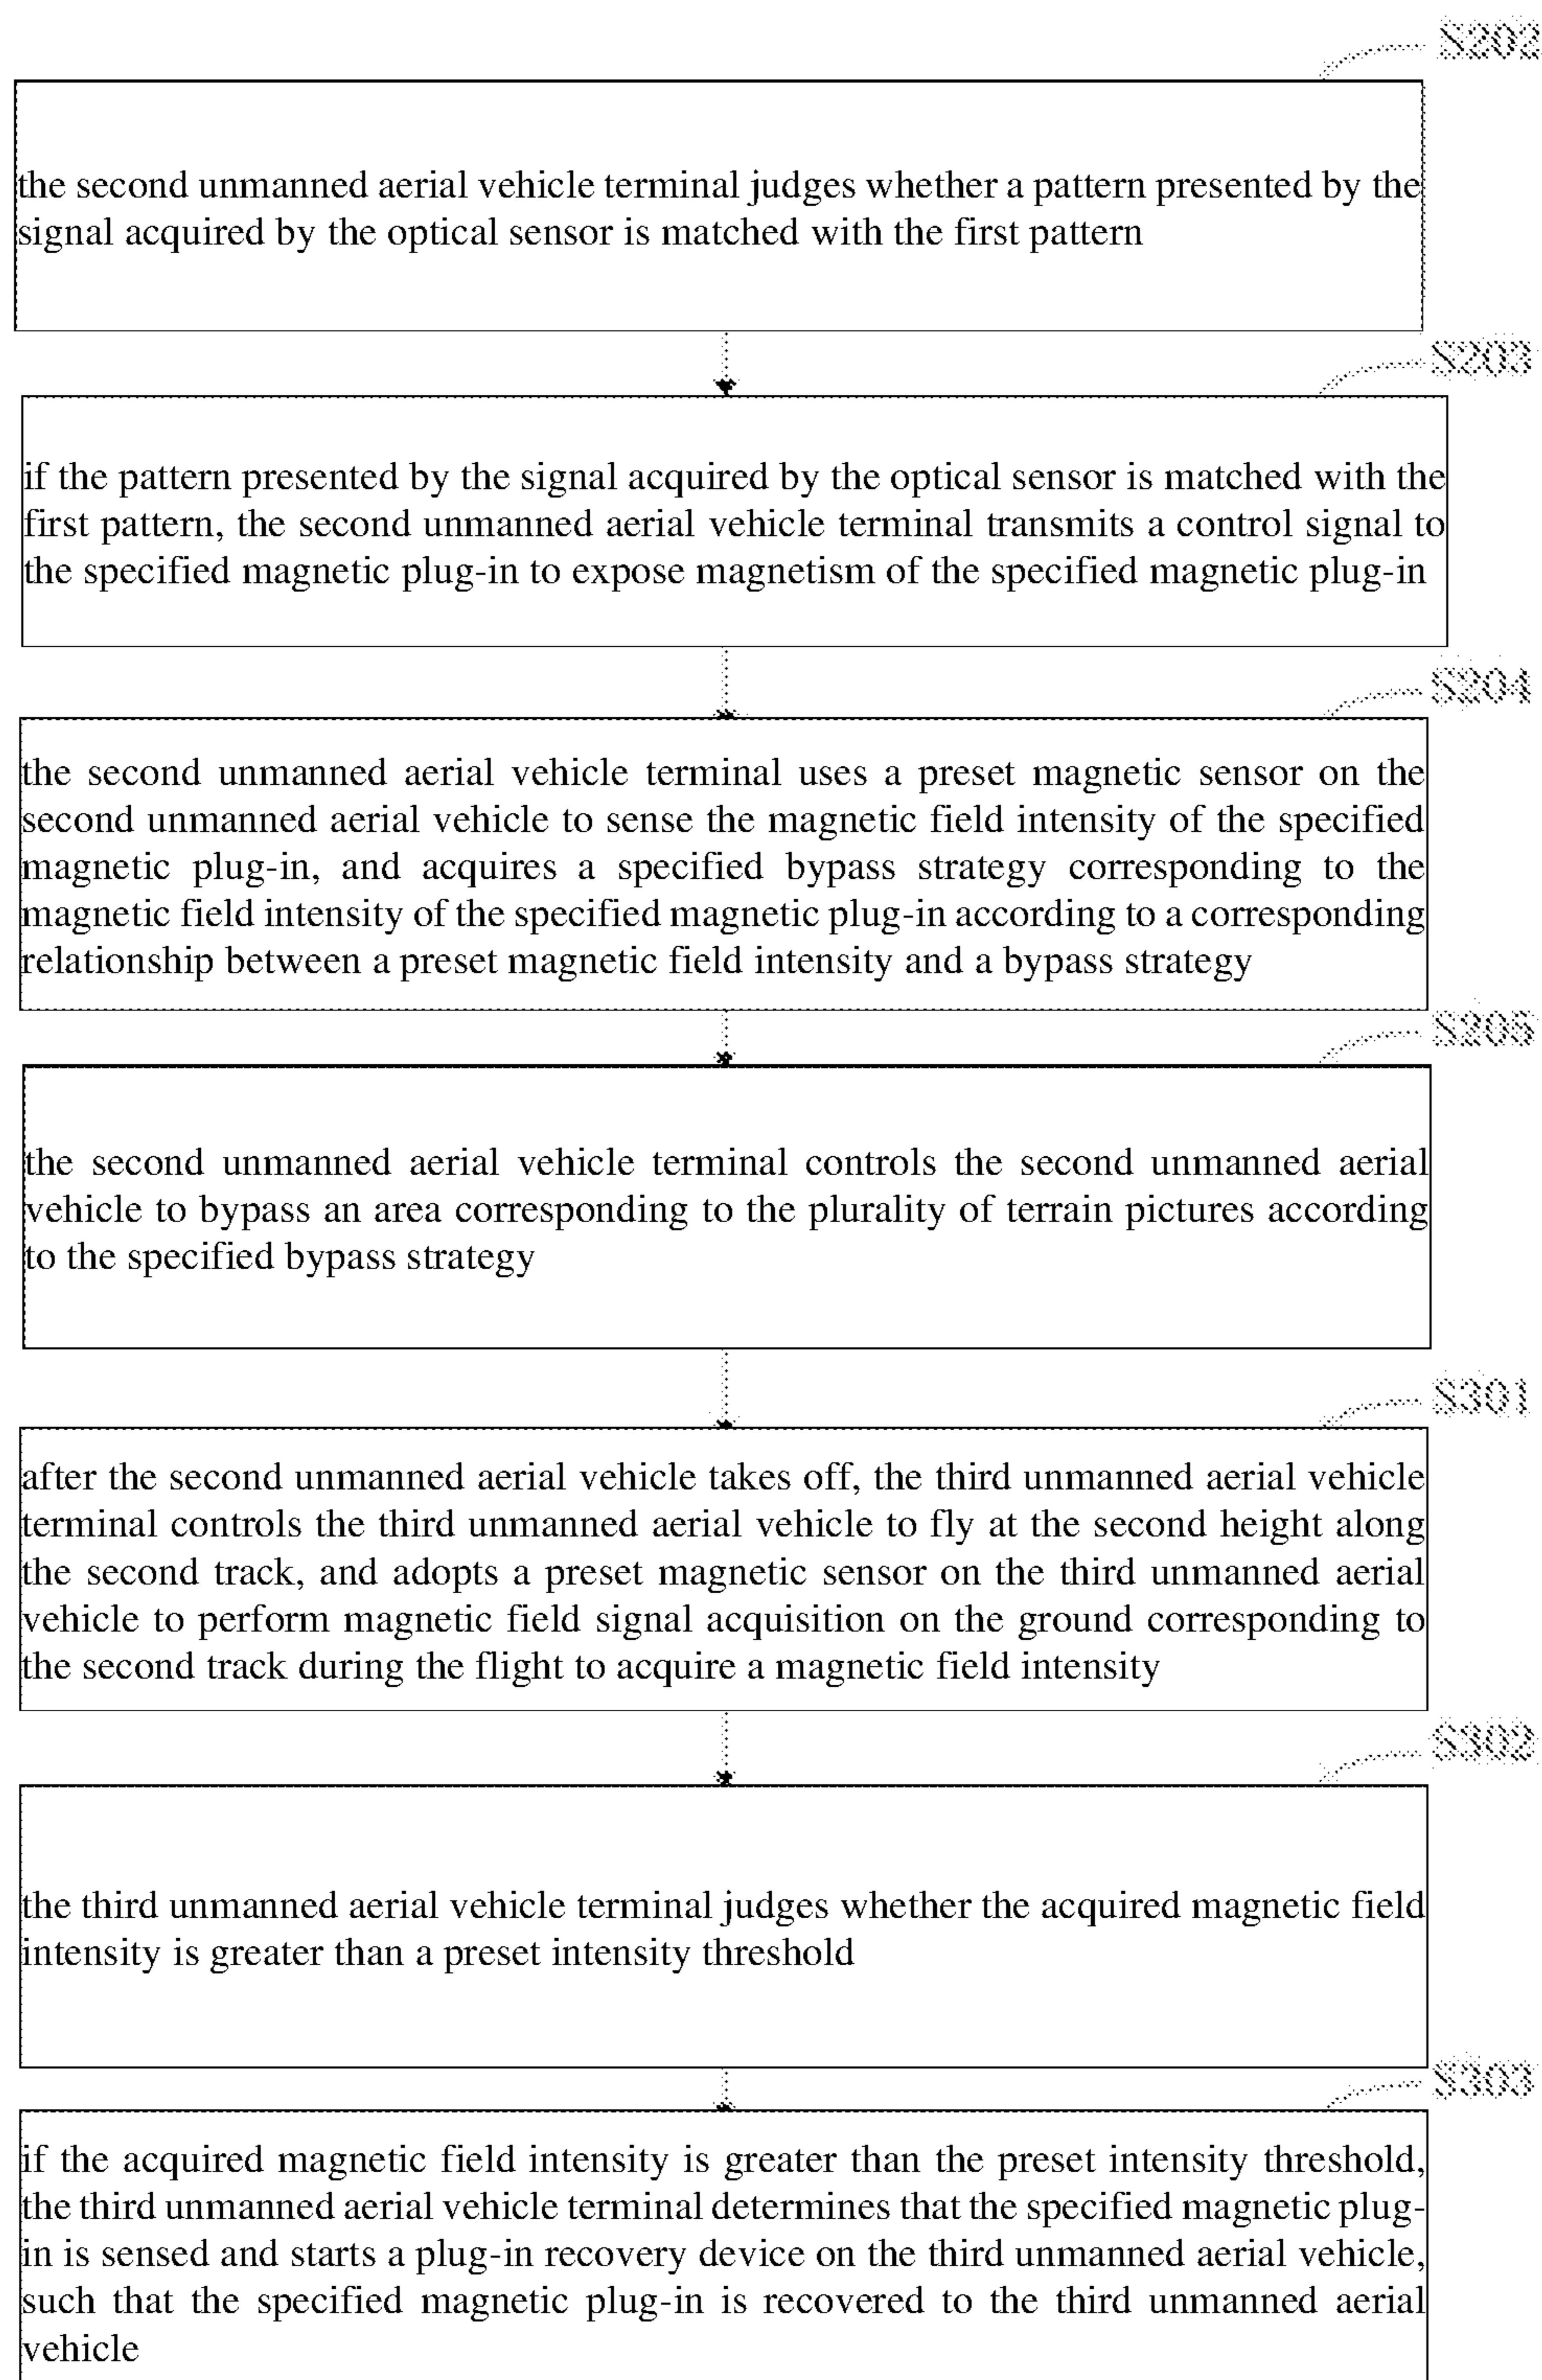 S202
the second unmanned aerial vehicle terminal judges whether a pattern presented by the
signal acquired by the optical sensor is matched with the first pattern
S203
if the pattern presented by the signal acquired by the optical sensor is matched with the
first pattern, the second unmanned aerial vehicle terminal transmits a control signal to
the specified magnetic plug-in to expose magnetism of the specified magnetic plug-in
S204
the second unmanned aerial vehicle terminal uses a preset magnetic sensor on the
second unmanned aerial vehicle to sense the magnetic field intensity of the specified
magnetic plug-in, and acquires a specified bypass strategy corresponding to the
magnetic field intensity of the specified magnetic plug-in according to a corresponding
relationship between a preset magnetic field intensity and a bypass strategy
S205
the second unmanned aerial vehicle terminal controls the second unmanned aerial
vehicle to bypass an area corresponding to the plurality of terrain pictures according
to the specified bypass strategy
S301
after the second unmanned aerial vehicle takes off, the third unmanned aerial vehicle
terminal controls the third unmanned aerial vehicle to fly at the second height along
the second track, and adopts a preset magnetic sensor on the third unmanned aerial
vehicle to perform magnetic field signal acquisition on the ground corresponding to
the second track during the flight to acquire a magnetic field intensity
S302
the third unmanned aerial vehicle terminal judges whether the acquired magnetic field
intensity is greater than a preset intensity threshold
S303
if the acquired magnetic field intensity is greater than the preset intensity threshold,
the third unmanned aerial vehicle terminal determines that the specified magnetic plug-
in is sensed and starts a plug-in recovery device on the third unmanned aerial vehicle,
such that the specified magnetic plug-in is recovered to the third unmanned aerial
vehicle